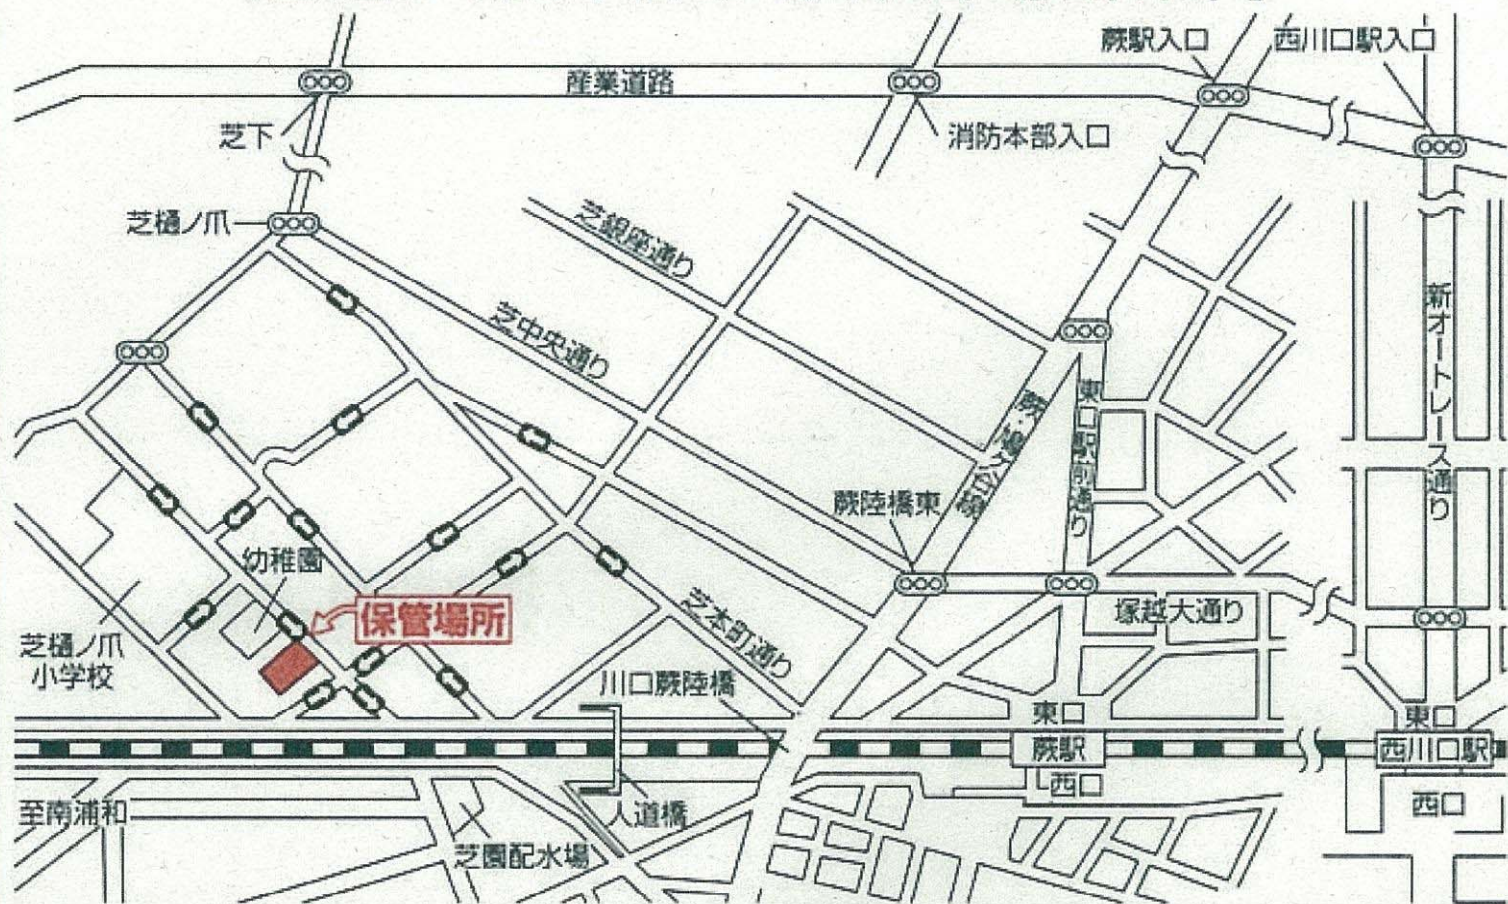 蕨駅入口
西川口駅入口
産業道路
芝下
消防本部入口
芝樋ノ爪
芝銀座通り
芝中央通り
新オートレース通り
蕨・鳩ケ谷線
東口駅前通り
蕨陸橋東
幼稚園
保管場所
芝樋ノ爪
小学校
芝本町通り
塚越大通り
川口蕨陸橋
東口
蕨駅
西口
東口
西川口駅
西口
至南浦和
人道橋
芝園配水場